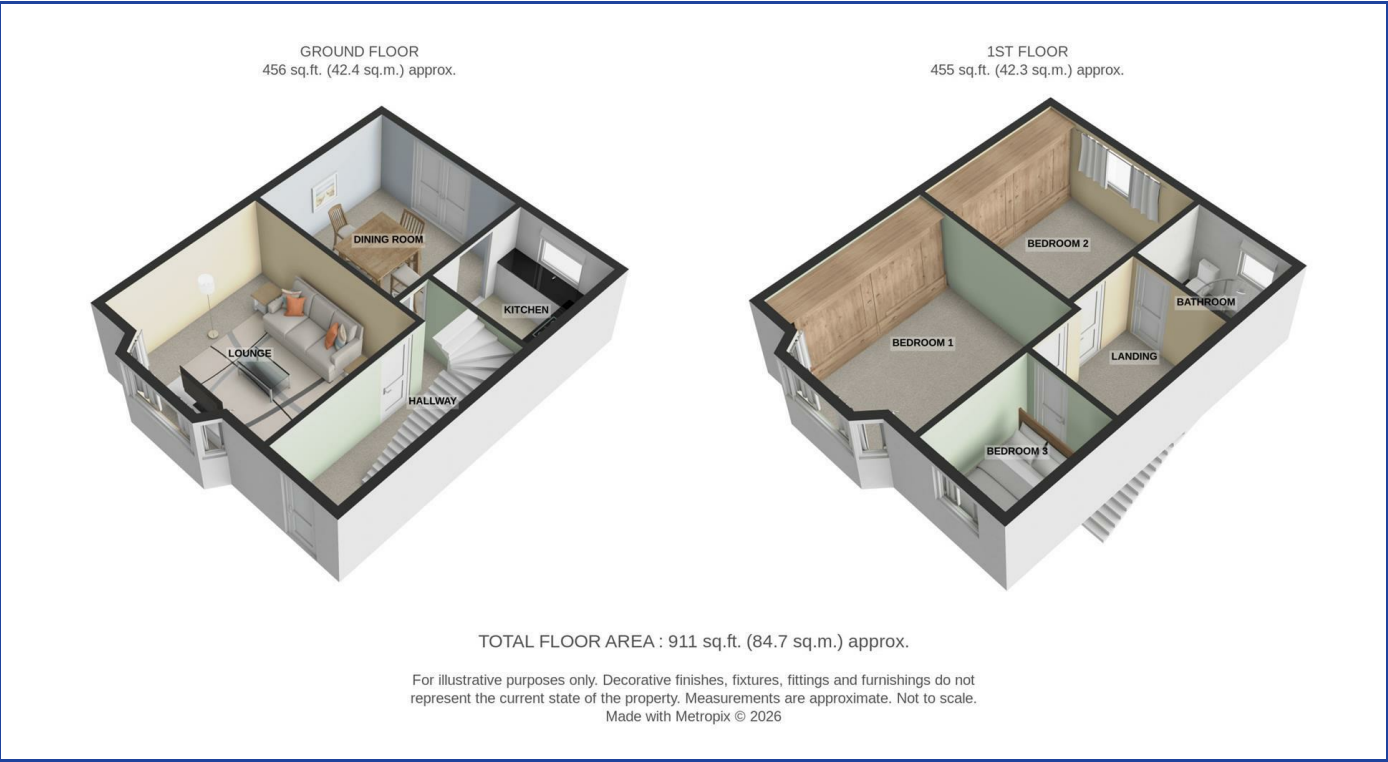 GROUND FLOOR
456 sq.ft. (42.4 sq.m.) approx.
DINING ROOM
KITCHEN
LOUNGE
HALLWAY
1ST FLOOR
455 sq.ft. (42.3 sq.m.) approx.
BEDROOM 2
BATHROOM
BEDROOM 1
LANDING
BEDROOM 3
TOTAL FLOOR AREA : 911 sq.ft. (84.7 sq.m.) approx.
For illustrative purposes only. Decorative finishes, fixtures, fittings and furnishings do not
represent the current state of the property. Measurements are approximate. Not to scale.
Made with Metropix © 2026